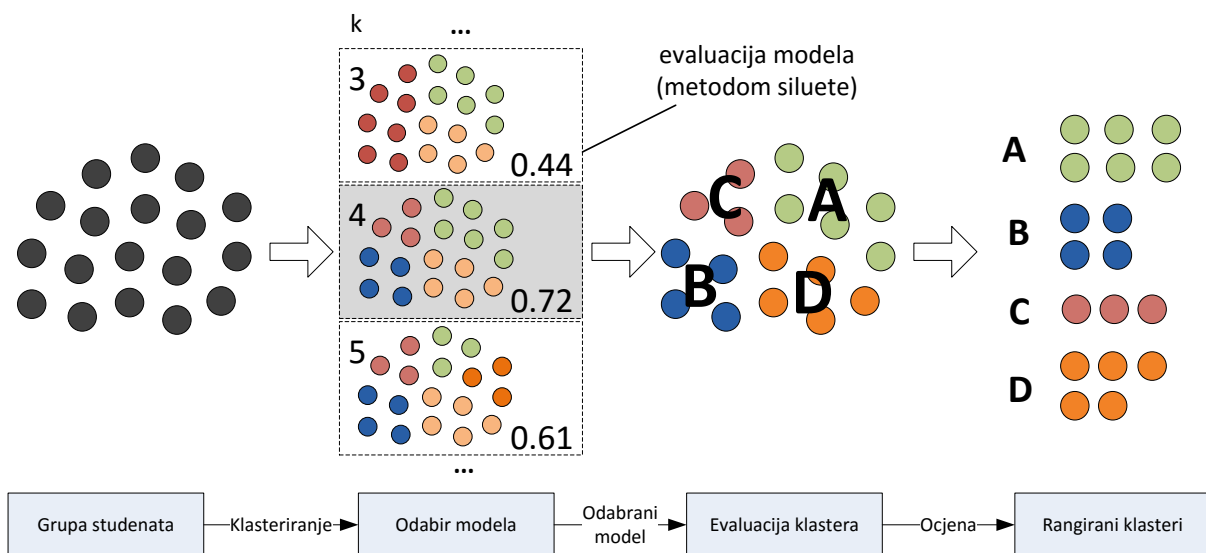 k
...
3
0.44
evaluacija modela
(metodom siluete)
4
0.72
5
0.61
...
C
A
B
D
A
B
C
D
Grupa studenata
Klasteriranje
Odabir modela
Odabrani
model
Evaluacija klastera
Ocjena
Rangirani klasteri